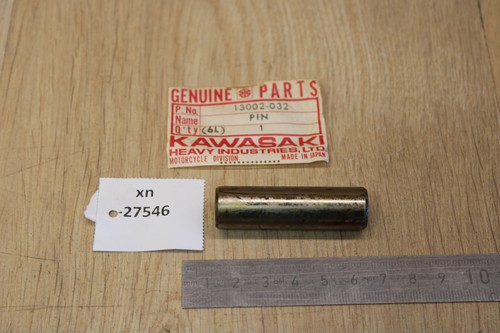 GENUINE PARTS
P. No. 13002-032
Name PIN
Q'ty (6L) 1
KAWASAKI
HEAVY INDUSTRIES, LTD.
MOTORCYCLE DIVISION MADE IN JAPAN
xn
-27546
1 2 3 4 5 6 7 8 9 10